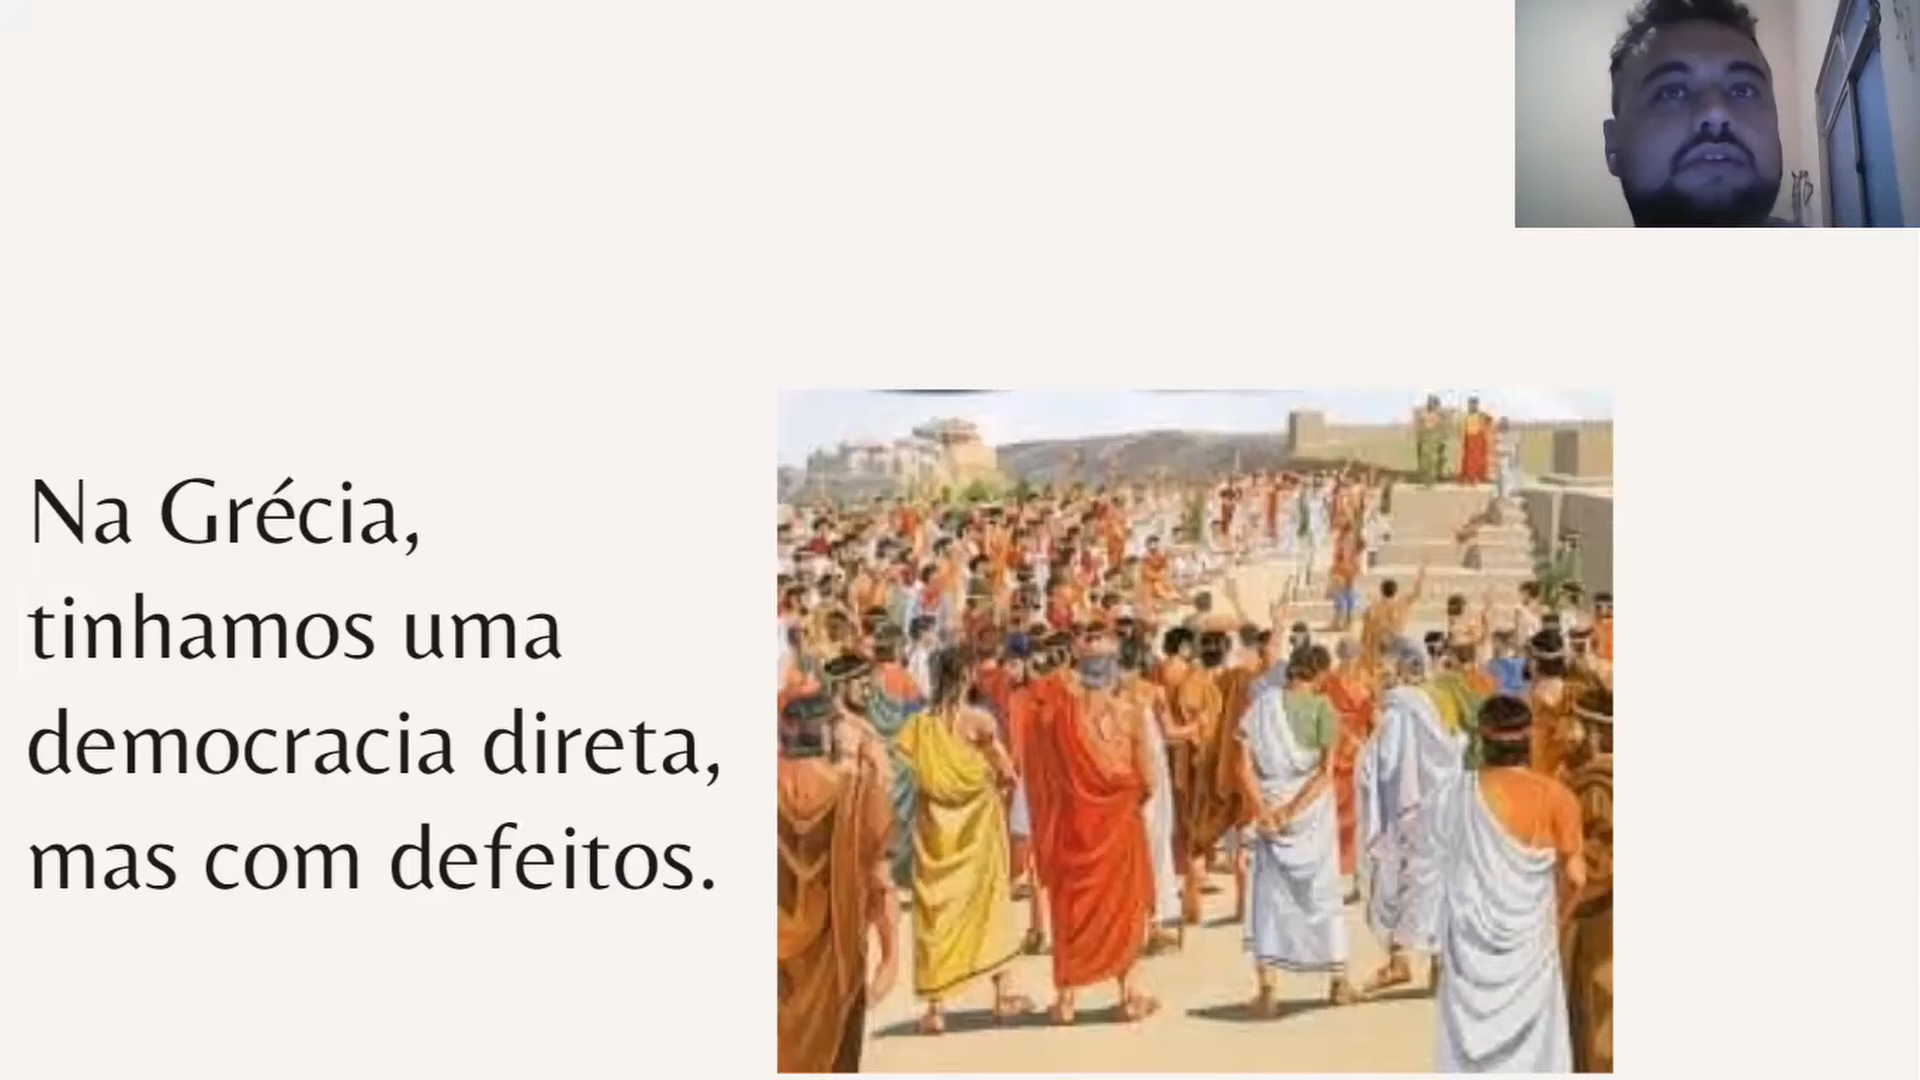 Na Grécia,
tinhamos uma
democracia direta,
mas com defeitos.